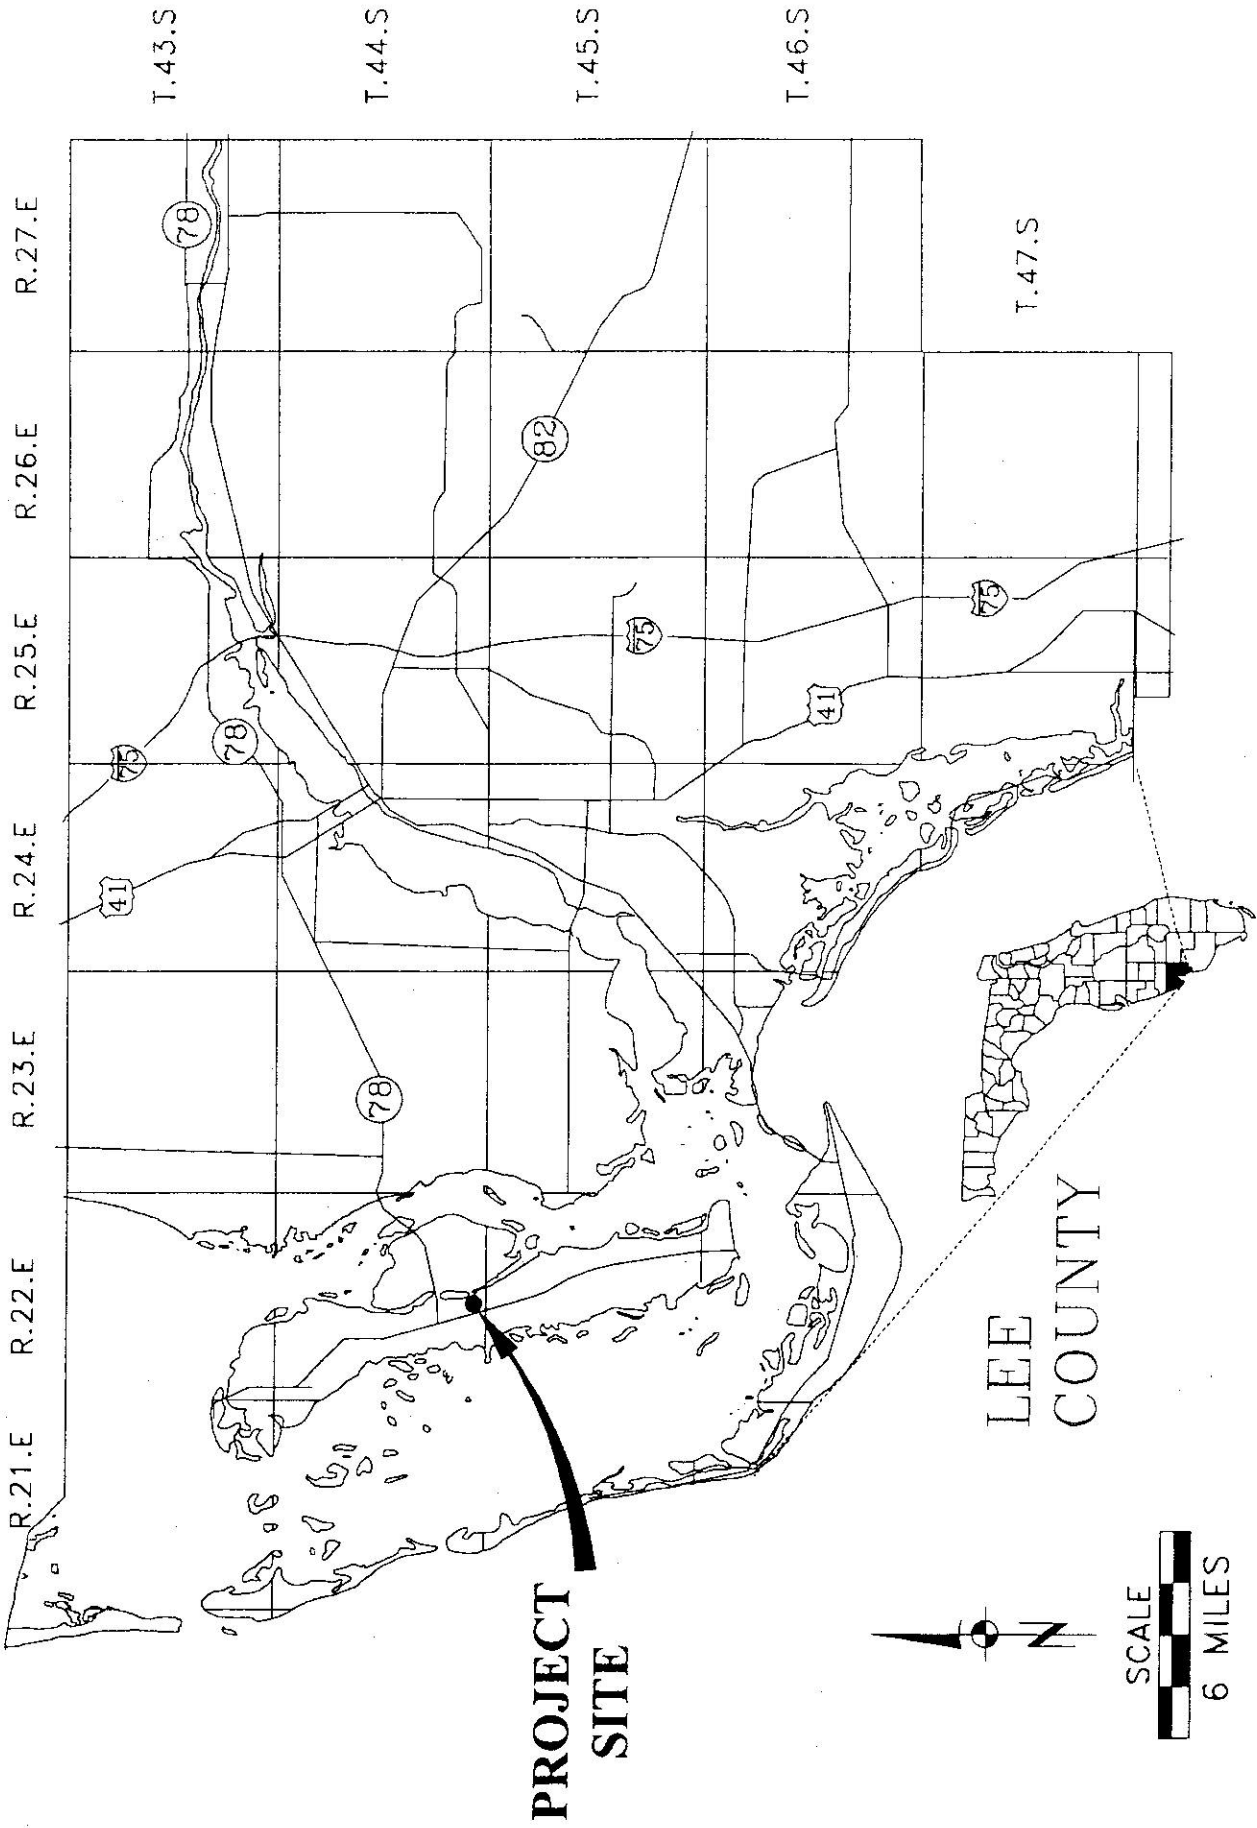 R.21.E
R.22.E
R.23.E
R.24.E
R.25.E
R.26.E
R.27.E
T.43.S
T.44.S
T.45.S
T.46.S
T.47.S
41
75
78
78
78
82
75
41
75
PROJECT
SITE
LEE
COUNTY
N
SCALE
6 MILES